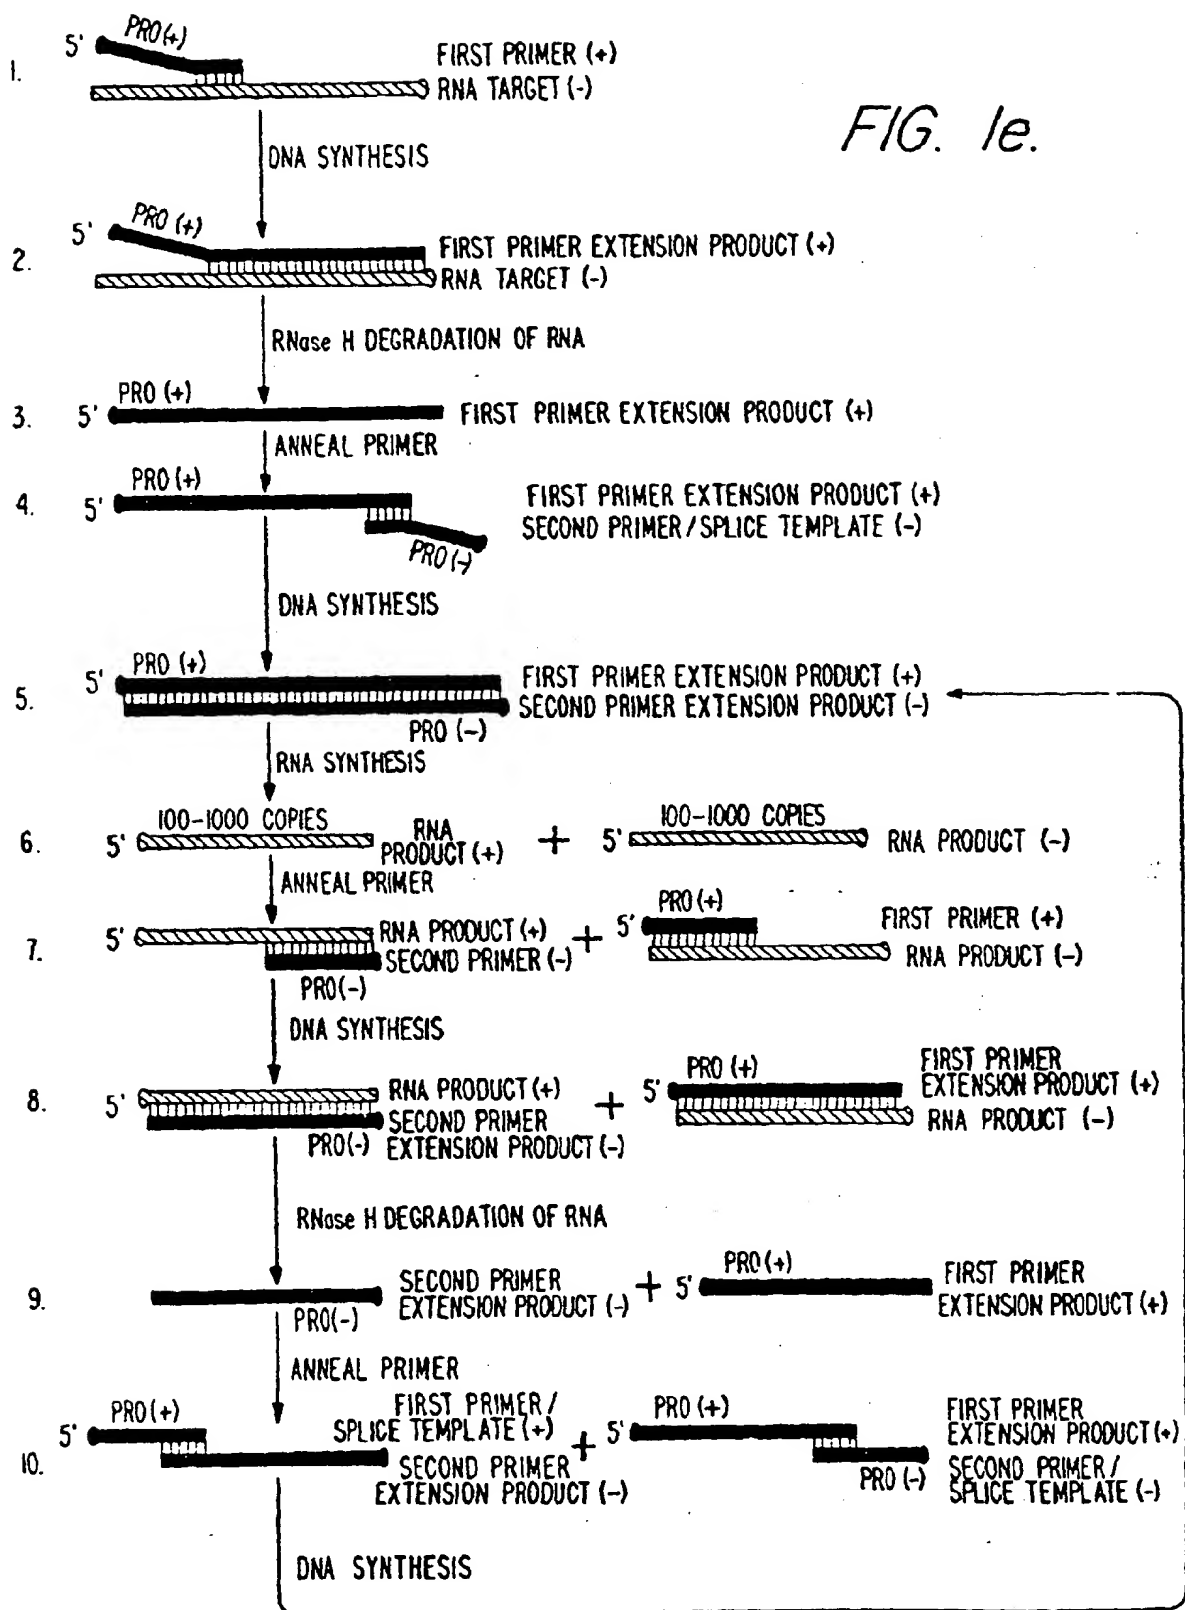 FIG. 1e.
1.
5'
PRO(+)
FIRST PRIMER (+)
RNA TARGET (-)
DNA SYNTHESIS
2.
5'
PRO (+)
FIRST PRIMER EXTENSION PRODUCT (+)
RNA TARGET (-)
RNase H DEGRADATION OF RNA
3.
5'
PRO (+)
FIRST PRIMER EXTENSION PRODUCT (+)
ANNEAL PRIMER
4.
5'
PRO (+)
FIRST PRIMER EXTENSION PRODUCT (+)
SECOND PRIMER/SPLICE TEMPLATE (-)
PRO (-)
DNA SYNTHESIS
5.
5'
PRO (+)
FIRST PRIMER EXTENSION PRODUCT (+)
SECOND PRIMER EXTENSION PRODUCT (-)
PRO (-)
RNA SYNTHESIS
6.
5'
100-1000 COPIES
RNA
PRODUCT (+)
+
5'
100-1000 COPIES
RNA PRODUCT (-)
ANNEAL PRIMER
7.
5'
RNA PRODUCT (+)
SECOND PRIMER (-)
PRO(-)
+
5'
PRO(+)
FIRST PRIMER (+)
RNA PRODUCT (-)
DNA SYNTHESIS
8.
5'
RNA PRODUCT (+)
SECOND PRIMER
EXTENSION PRODUCT (-)
PRO(-)
+
5'
PRO (+)
FIRST PRIMER
EXTENSION PRODUCT (+)
RNA PRODUCT (-)
RNase H DEGRADATION OF RNA
9.
SECOND PRIMER
EXTENSION PRODUCT (-)
PRO(-)
+
5'
PRO(+)
FIRST PRIMER
EXTENSION PRODUCT (+)
ANNEAL PRIMER
10.
5'
PRO(+)
FIRST PRIMER/
SPLICE TEMPLATE (+)
SECOND PRIMER
EXTENSION PRODUCT (-)
+
5'
PRO (+)
FIRST PRIMER
EXTENSION PRODUCT (+)
PRO (-)
SECOND PRIMER/
SPLICE TEMPLATE (-)
DNA SYNTHESIS